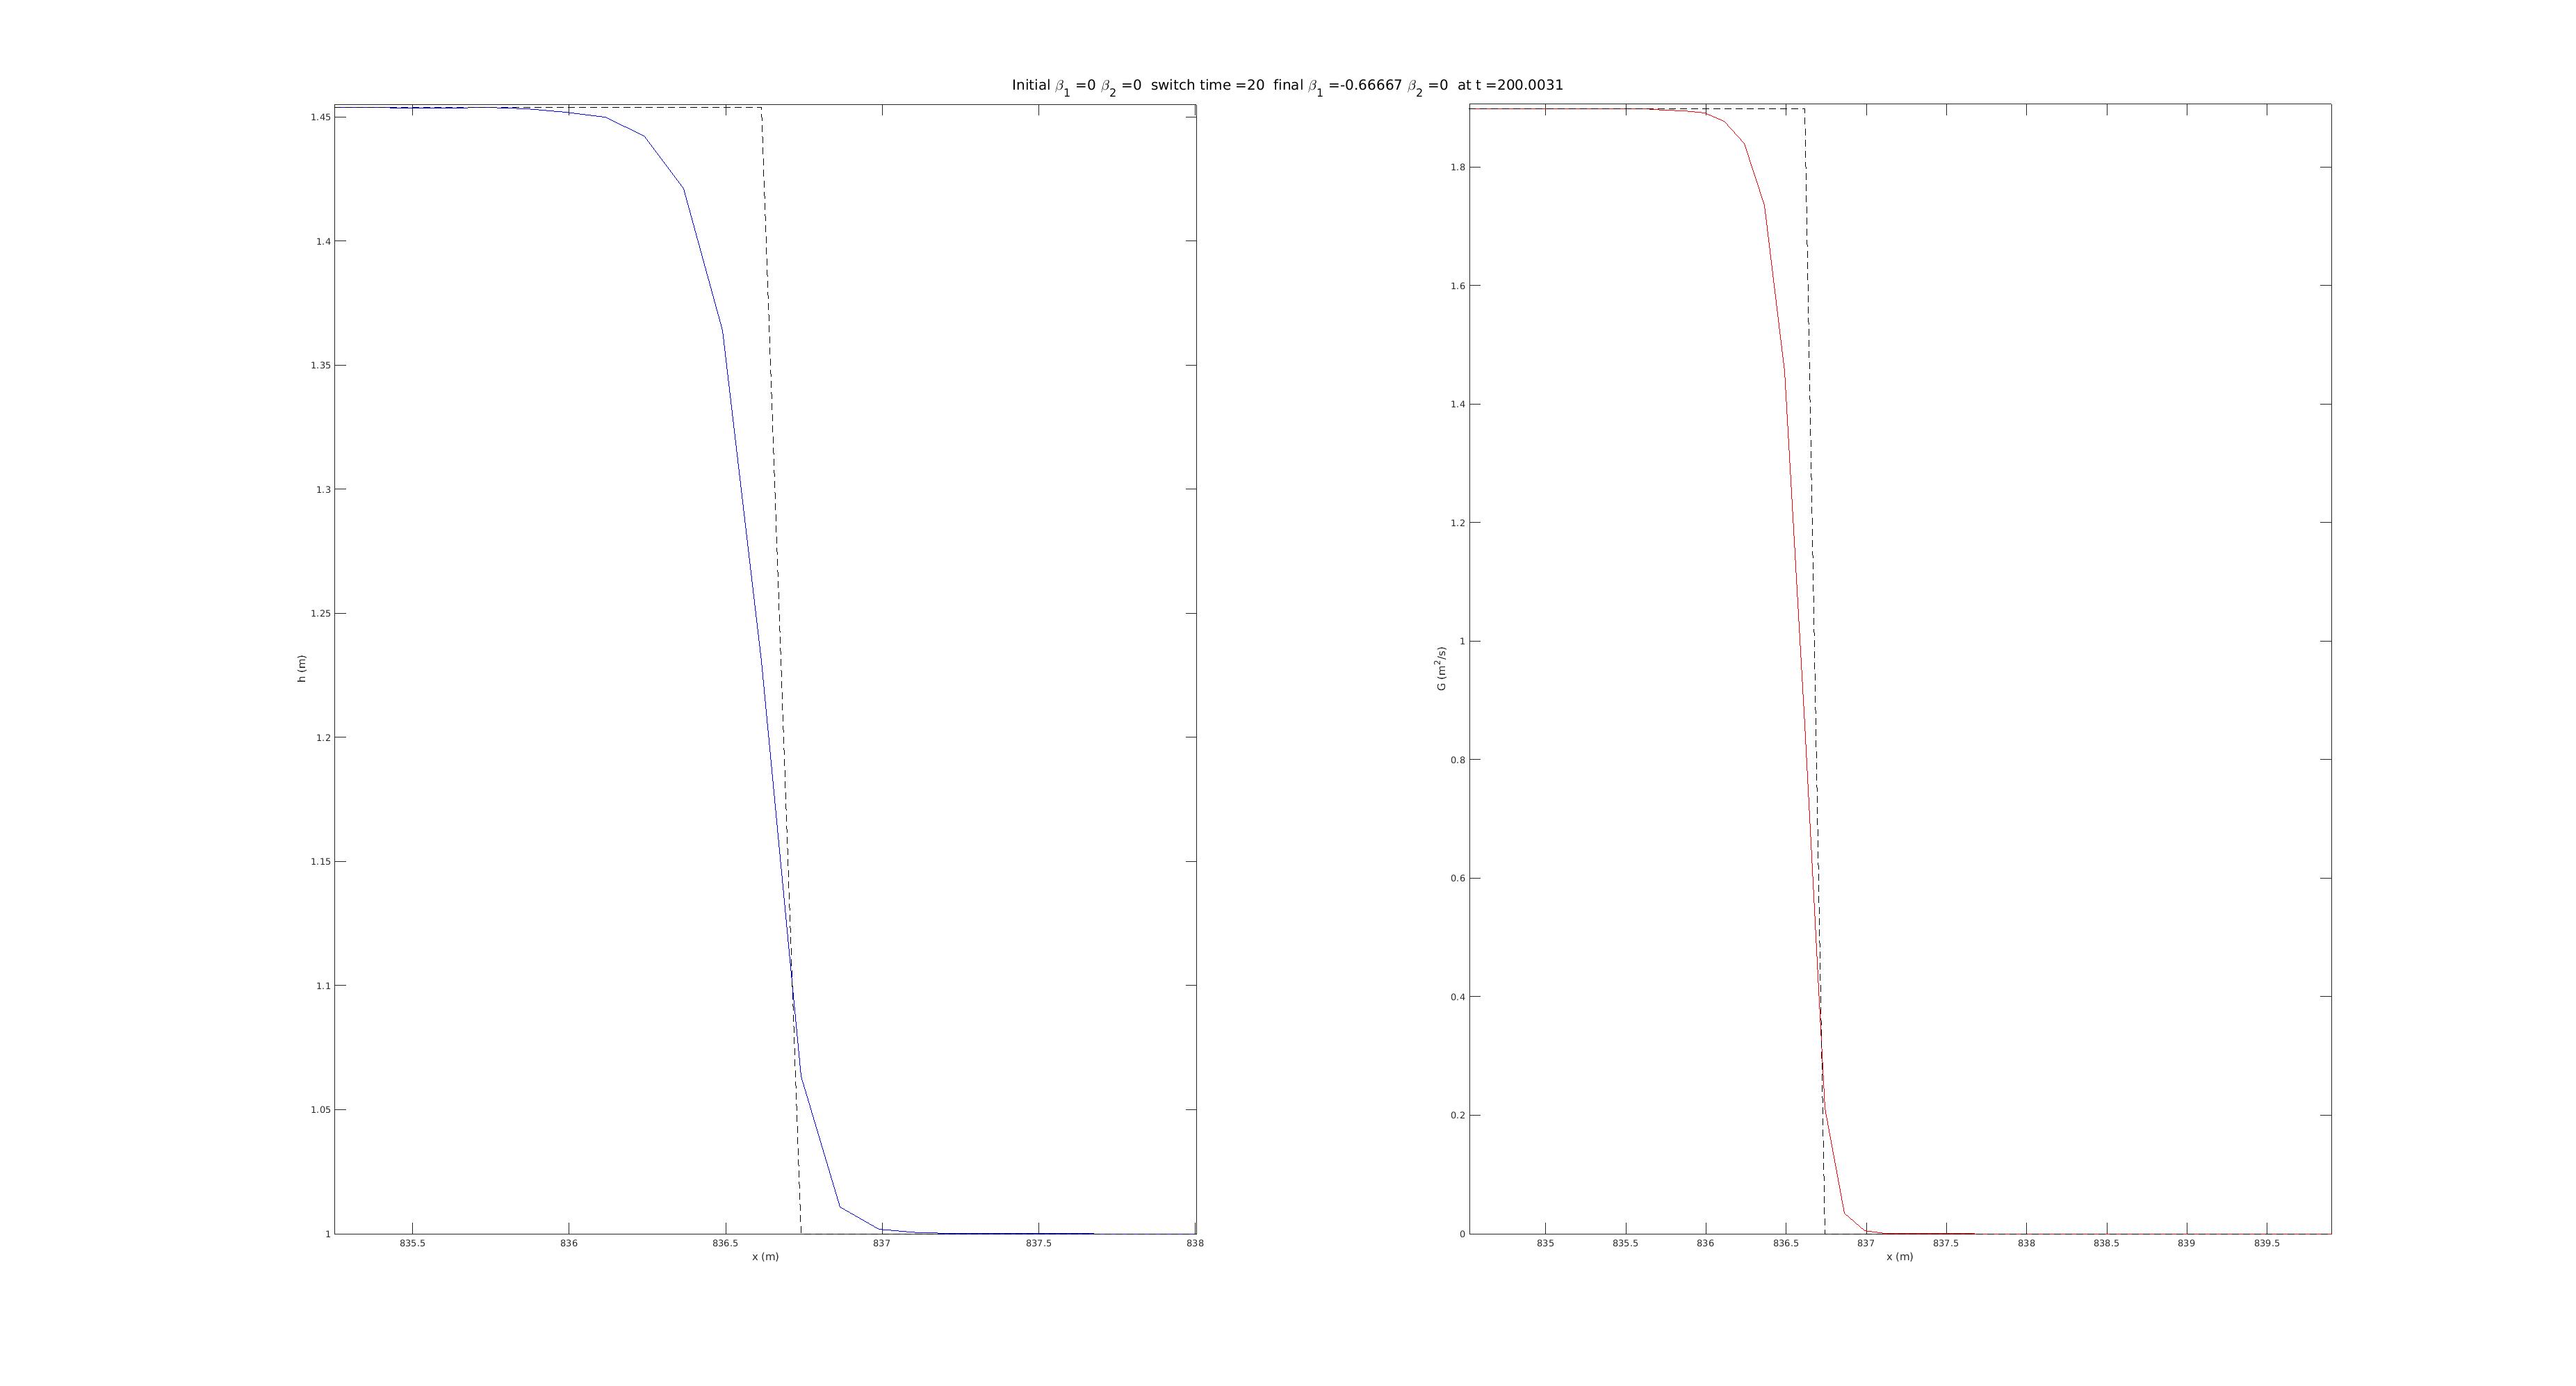 Initial β₁ =0 β₂ =0 switch time =20 final β₁ =-0.66667 β₂ =0 at t =200.0031
1.45
1.4
1.35
1.3
1.25
1.2
1.15
1.1
1.05
1
h (m)
835.5 836 836.5 837 837.5 838
x (m)
1.8
1.6
1.4
1.2
1
0.8
0.6
0.4
0.2
0
G (m²/s)
835 835.5 836 836.5 837 837.5 838 838.5 839 839.5
x (m)